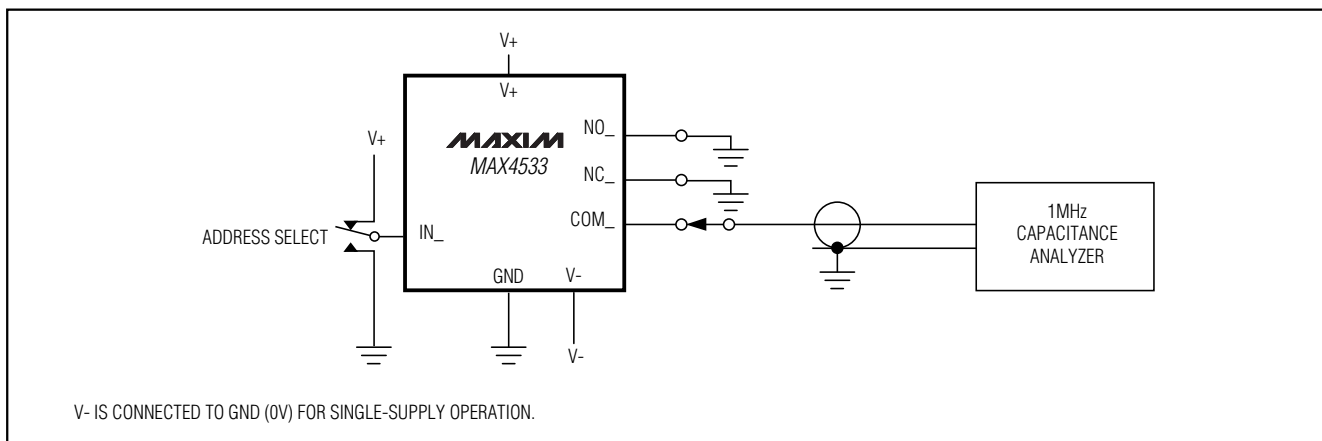 V+
V+
V+
NO_
MAXIM
MAX4533
NC_
COM_
ADDRESS SELECT
IN_
1MHz
CAPACITANCE
ANALYZER
GND
V-
V-
V- IS CONNECTED TO GND (0V) FOR SINGLE-SUPPLY OPERATION.